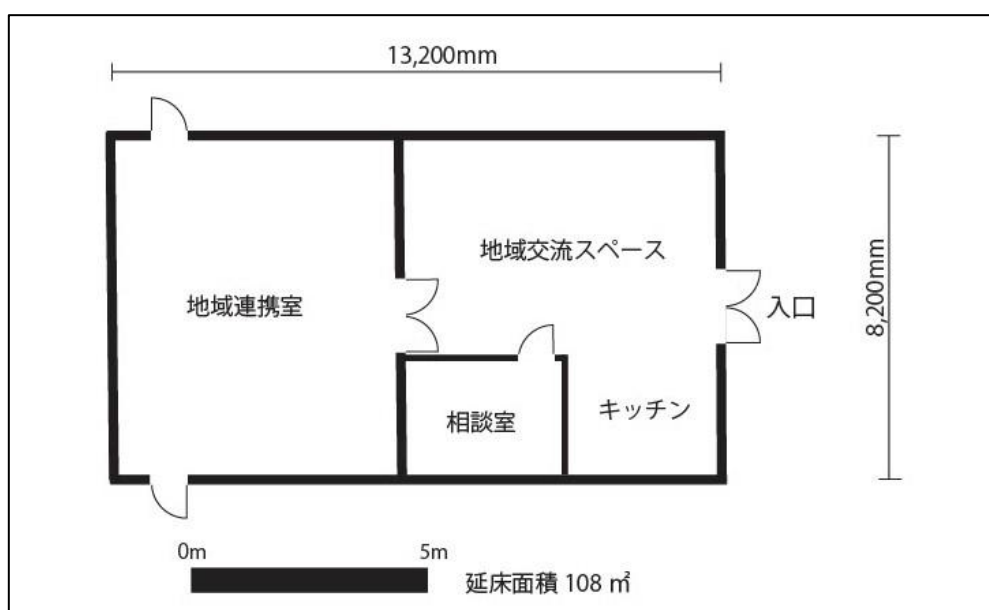 13,200mm
地域交流スペース
地域連携室
入口
8,200mm
キッチン
相談室
0m
5m
延床面積 108 ㎡